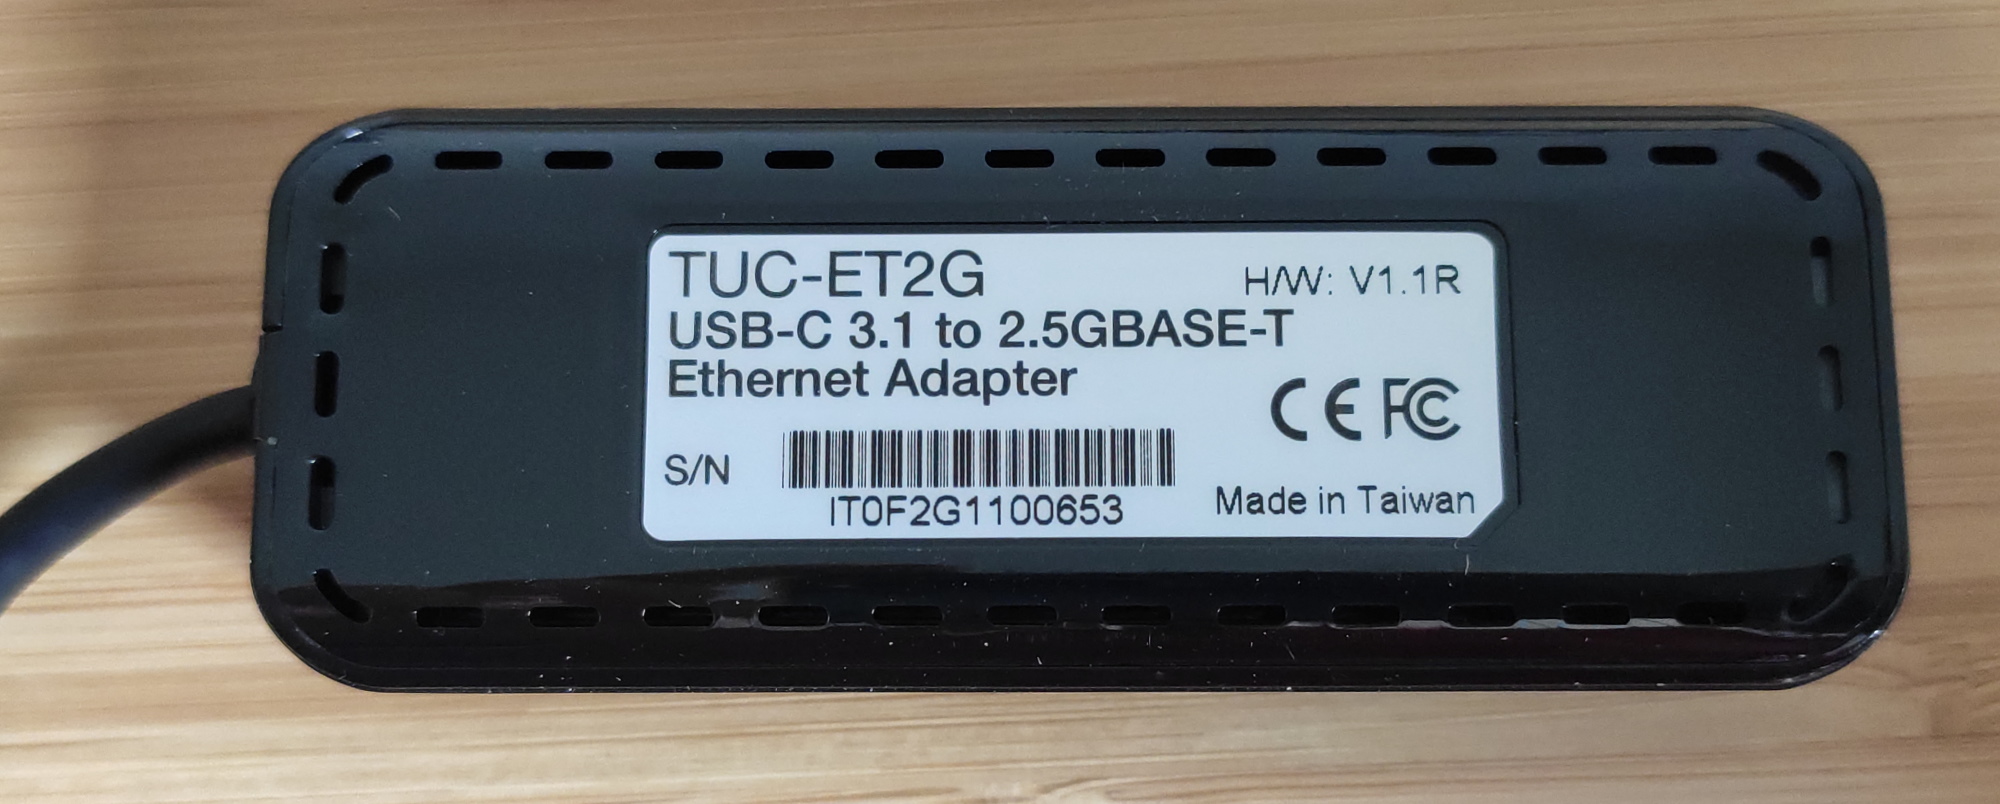 TUC-ET2G
H/W: V1.1R
USB-C 3.1 to 2.5GBASE-T
Ethernet Adapter
CE FC
S/N
IT0F2G1100653
Made in Taiwan